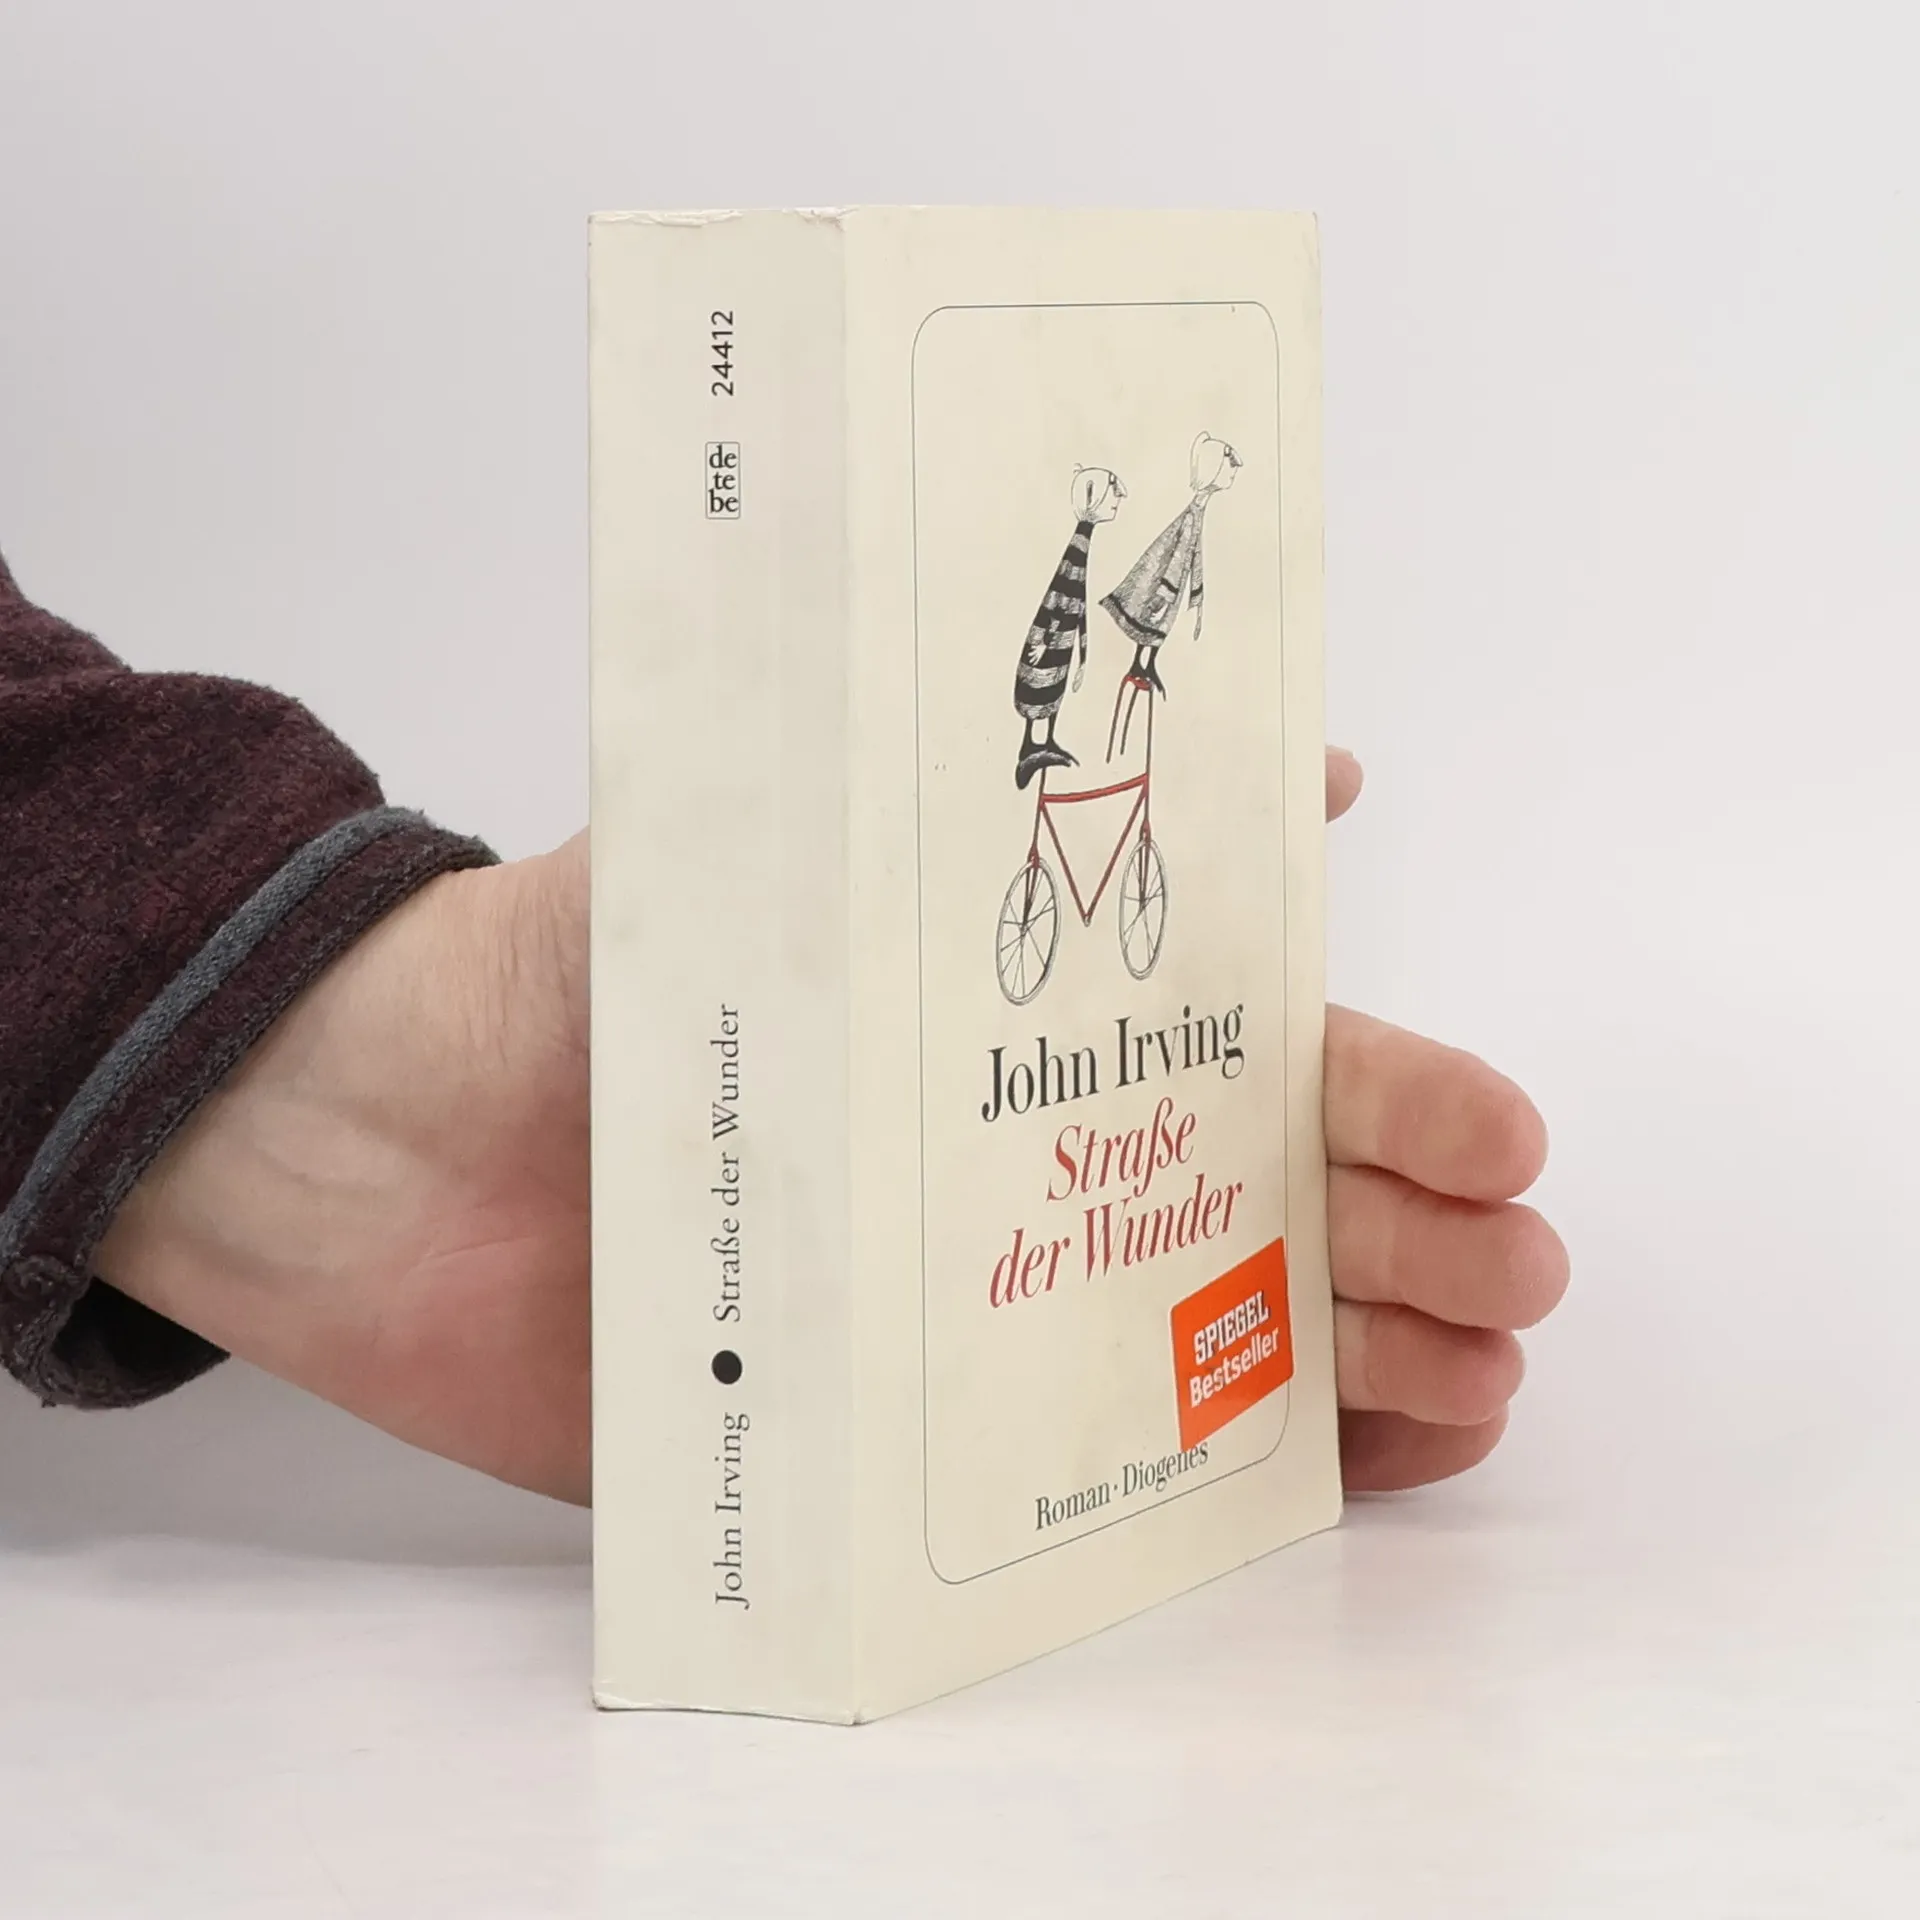 John Irving ● Straße der Wunder
de
te
be
24412
John Irving
Straße
der Wunder
SPIEGEL
Bestseller
Roman · Diogenes